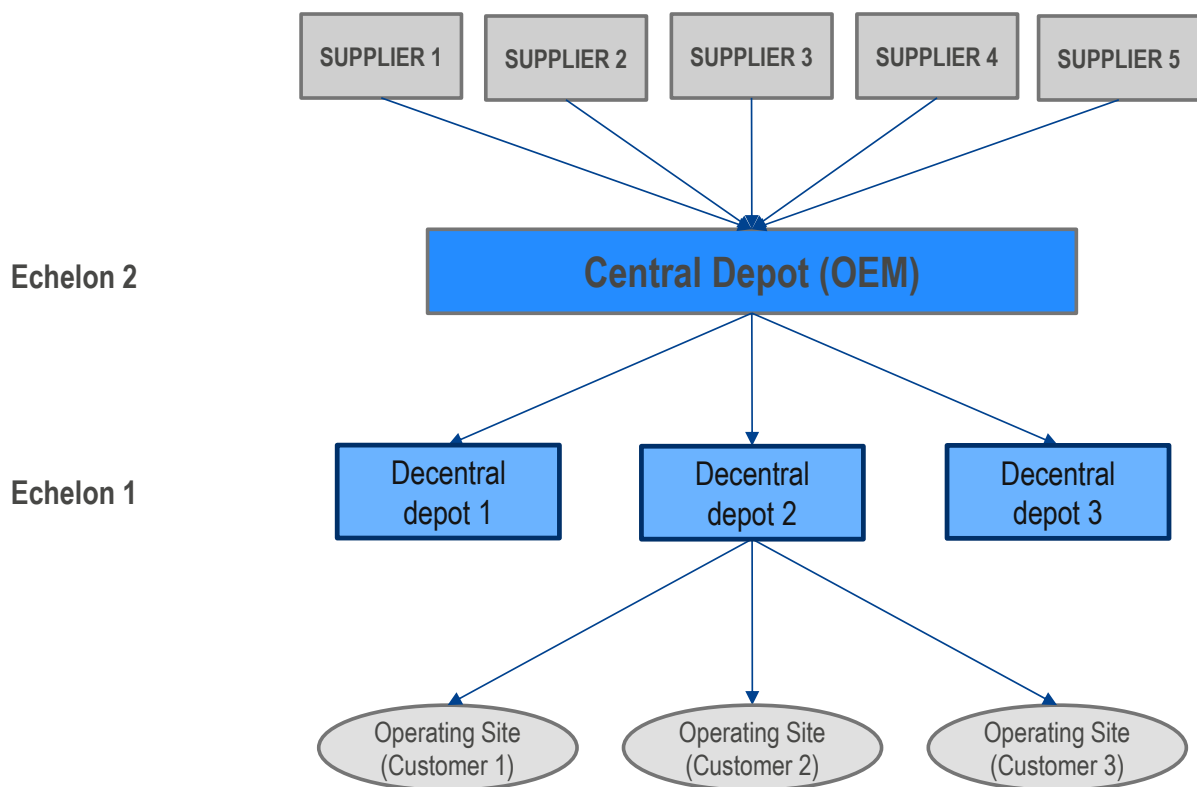 SUPPLIER 1
SUPPLIER 2
SUPPLIER 3
SUPPLIER 4
SUPPLIER 5
Echelon 2
Central Depot (OEM)
Echelon 1
Decentral
depot 1
Decentral
depot 2
Decentral
depot 3
Operating Site
(Customer 1)
Operating Site
(Customer 2)
Operating Site
(Customer 3)